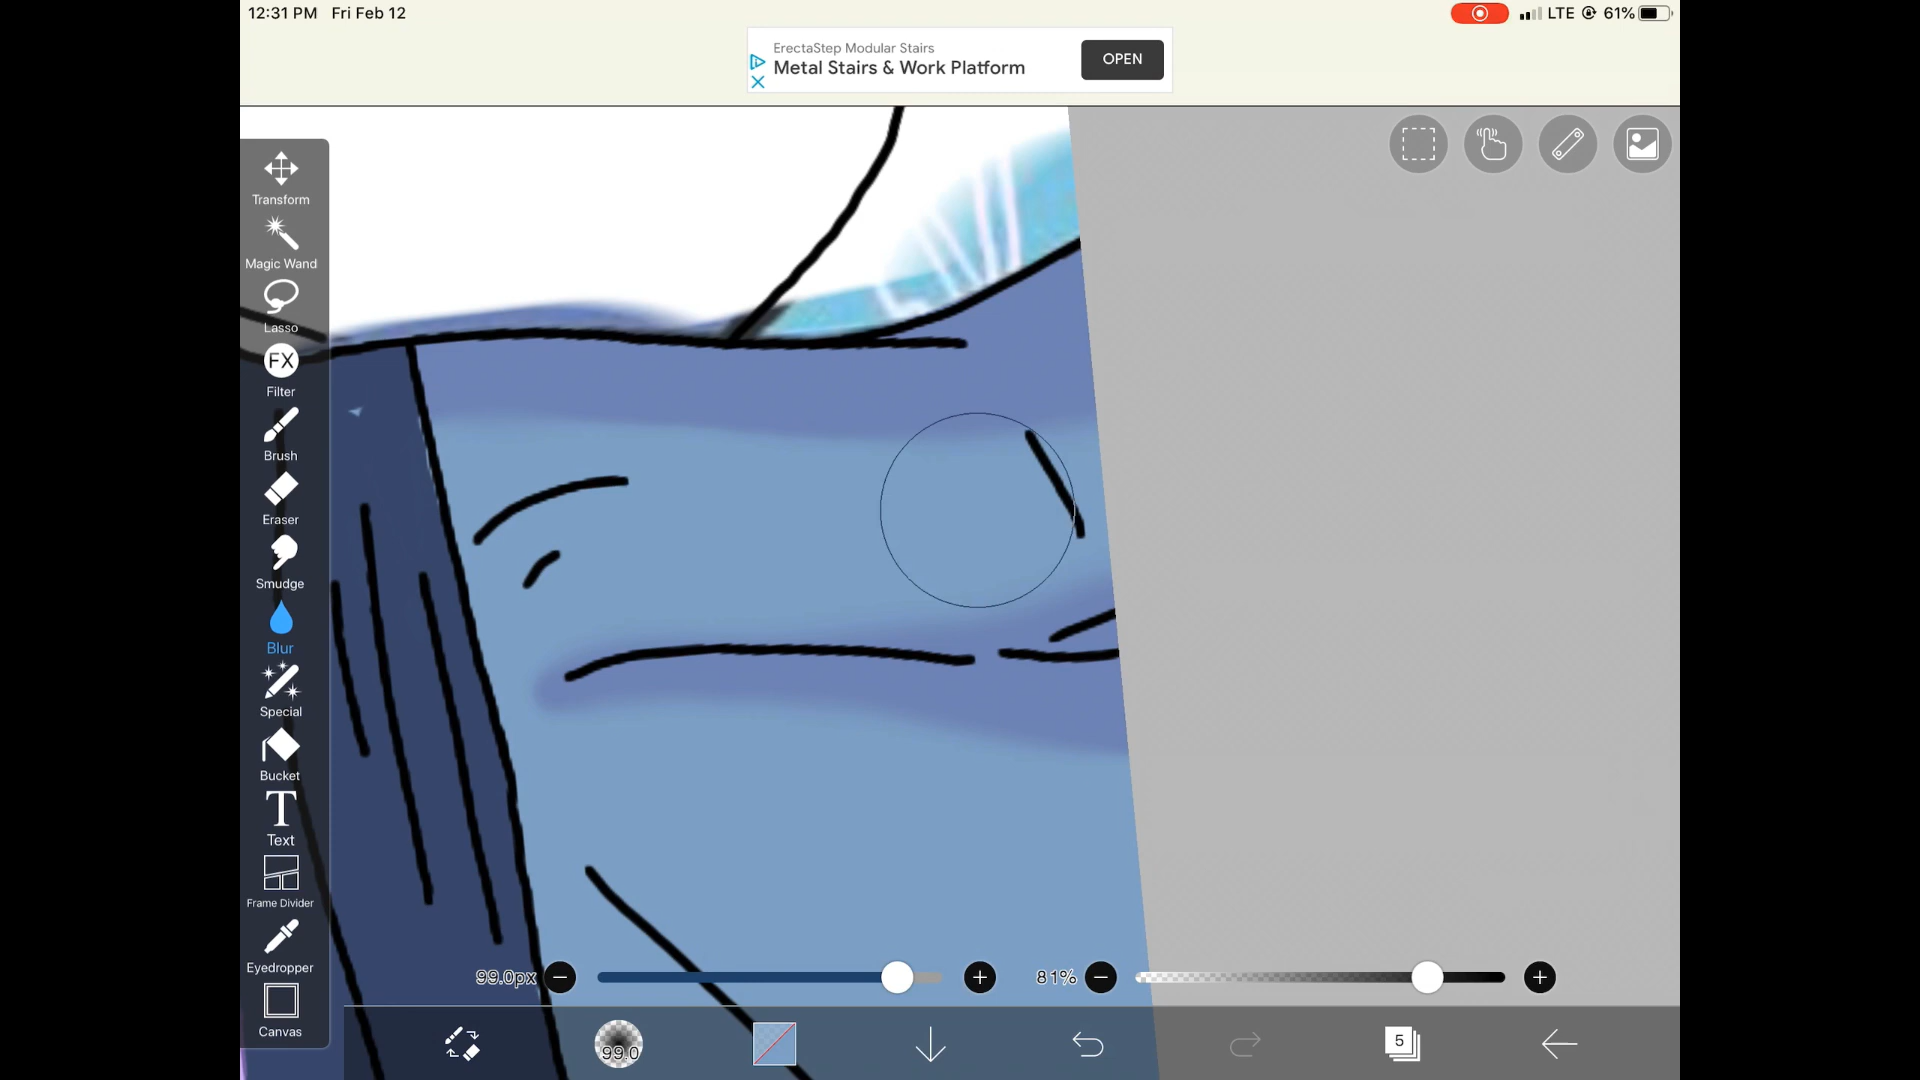 12:31 PM Fri Feb 12
LTE 61%
ErectaStep Modular Stairs
Metal Stairs & Work Platform
OPEN
Transform
Magic Wand
Lasso
FX
Filter
Brush
Eraser
Smudge
Blur
Special
Bucket
T
Text
Frame Divider
Eyedropper
Canvas
99.0px
81%
99.0
5